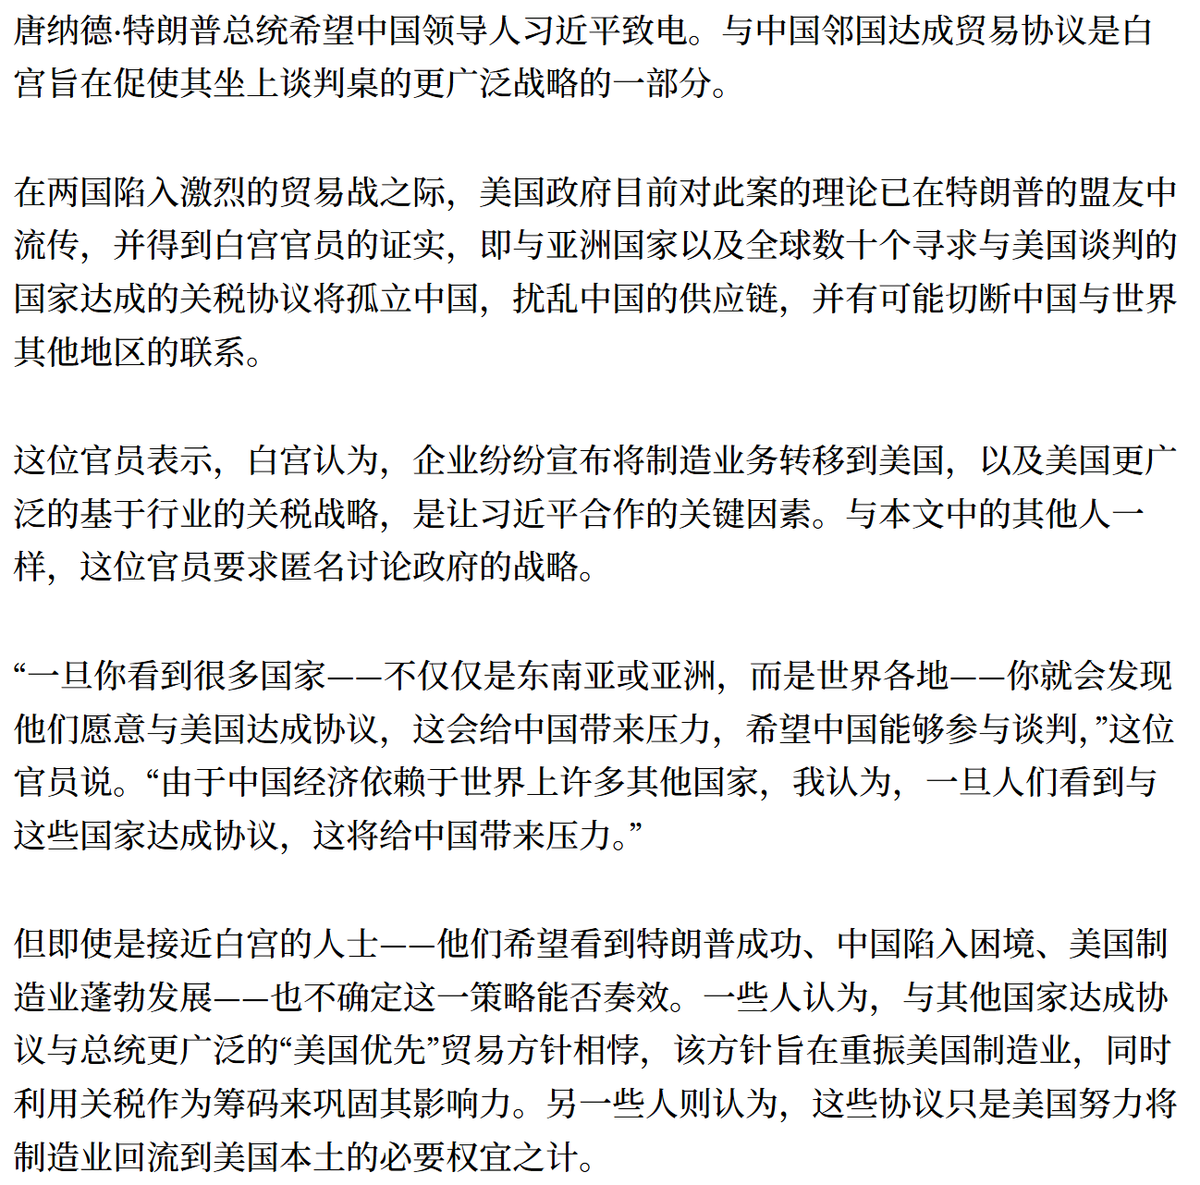 唐纳德·特朗普总统希望中国领导人习近平致电。与中国邻国达成贸易协议是白
宫旨在促使其坐上谈判桌的更广泛战略的一部分。
在两国陷入激烈的贸易战之际，美国政府目前对此案的理论已在特朗普的盟友中
流传，并得到白宫官员的证实，即与亚洲国家以及全球数十个寻求与美国谈判的
国家达成的关税协议将孤立中国，扰乱中国的供应链，并有可能切断中国与世界
其他地区的联系。
这位官员表示，白宫认为，企业纷纷宣布将制造业务转移到美国，以及美国更广
泛的基于行业的关税战略，是让习近平合作的关键因素。与本文中的其他人一
样，这位官员要求匿名讨论政府的战略。
“一旦你看到很多国家——不仅仅是东南亚或亚洲，而是世界各地——你就会发现
他们愿意与美国达成协议，这会给中国带来压力，希望中国能够参与谈判，”这位
官员说。“由于中国经济依赖于世界上许多其他国家，我认为，一旦人们看到与
这些国家达成协议，这将给中国带来压力。”
但即使是接近白宫的人士——他们希望看到特朗普成功、中国陷入困境、美国制
造业蓬勃发展——也不确定这一策略能否奏效。一些人认为，与其他国家达成协
议与总统更广泛的“美国优先”贸易方针相悖，该方针旨在重振美国制造业，同时
利用关税作为筹码来巩固其影响力。另一些人则认为，这些协议只是美国努力将
制造业回流到美国本土的必要权宜之计。